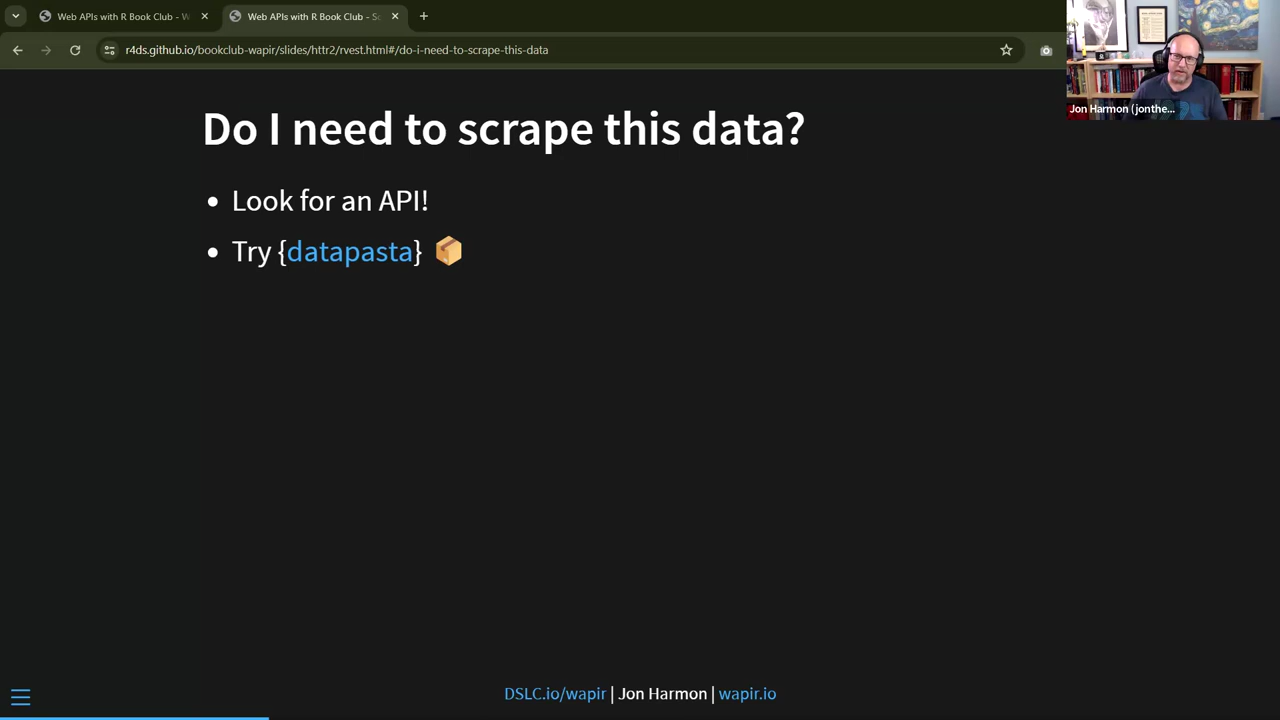 Web APIs with R Book Club - W
Web APIs with R Book Club - Sc
r4ds.github.io/bookclub-wapir/slides/httr2/rvest.html#/do-i-need-to-scrape-this-data
Jon Harmon (jonthe...
Do I need to scrape this data?
• Look for an API!
• Try {datapasta} 📦
DSLC.io/wapir | Jon Harmon | wapir.io